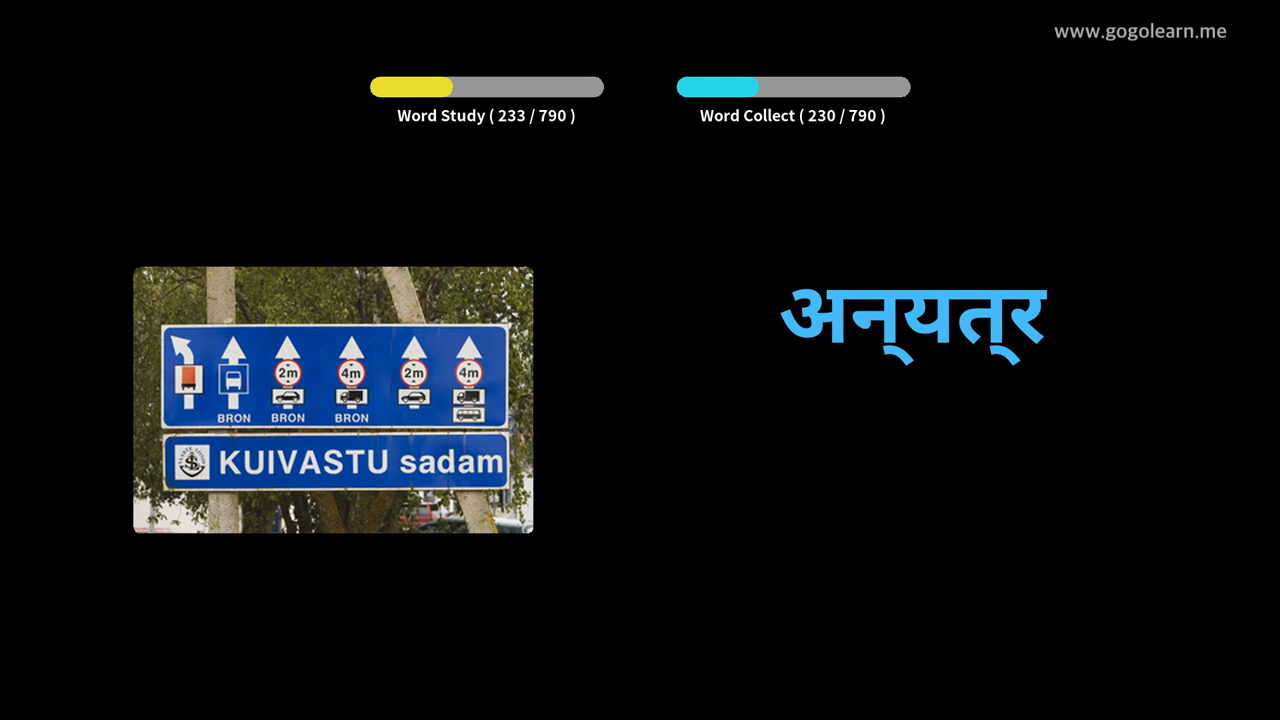 www.gogolearn.me
Word Study ( 233 / 790 )
Word Collect ( 230 / 790 )
अन्यत्र
2m 4m 2m 4m
BRON BRON BRON
KUIVASTU sadam